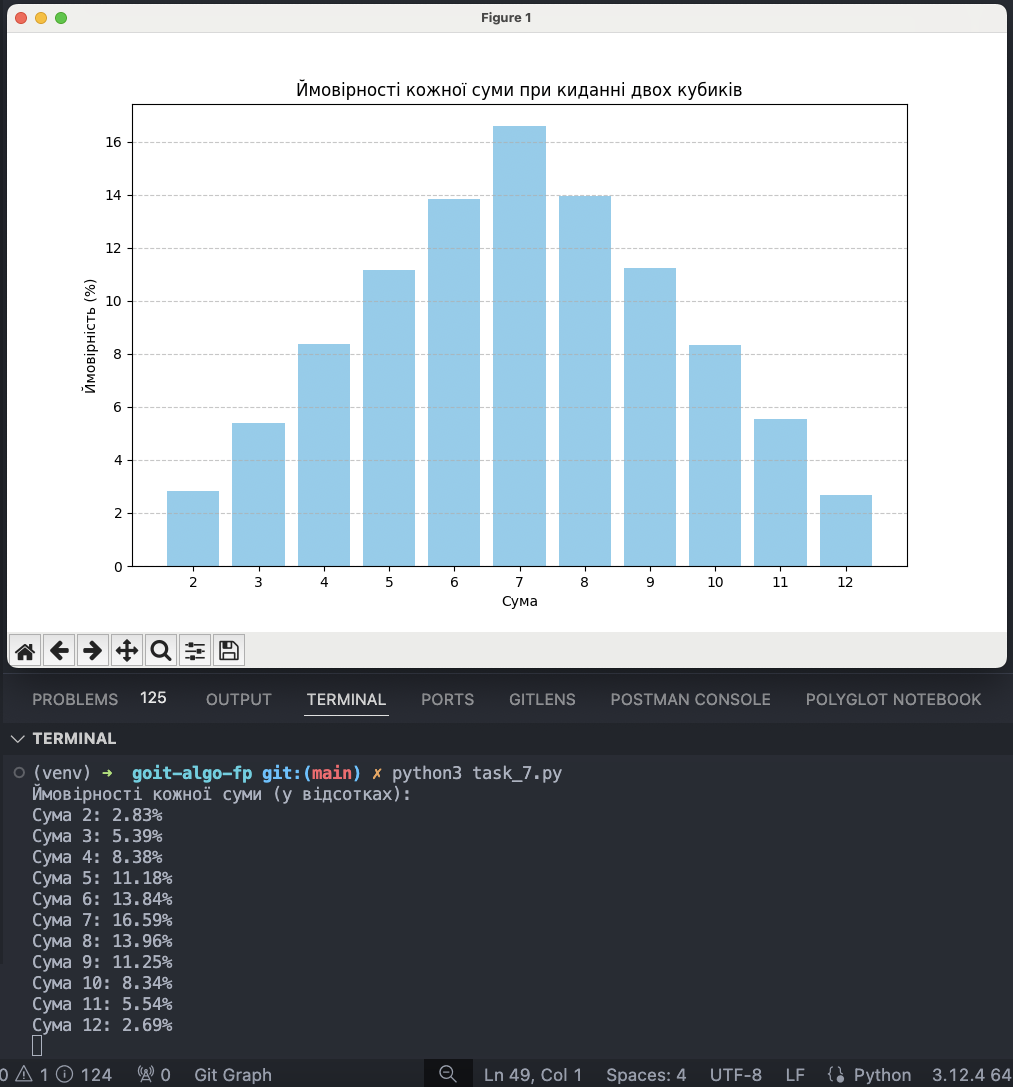 Figure 1
Ймовірності кожної суми при киданні двох кубиків
16
14
12
10
8
6
4
2
0
Ймовірність (%)
2 3 4 5 6 7 8 9 10 11 12
Сума
PROBLEMS 125 OUTPUT TERMINAL PORTS GITLENS POSTMAN CONSOLE POLYGLOT NOTEBOOK
TERMINAL
(venv) ➜ goit-algo-fp git:(main) ✗ python3 task_7.py
Ймовірності кожної суми (у відсотках):
Сума 2: 2.83%
Сума 3: 5.39%
Сума 4: 8.38%
Сума 5: 11.18%
Сума 6: 13.84%
Сума 7: 16.59%
Сума 8: 13.96%
Сума 9: 11.25%
Сума 10: 8.34%
Сума 11: 5.54%
Сума 12: 2.69%
0 1 124 0 Git Graph Ln 49, Col 1 Spaces: 4 UTF-8 LF Python 3.12.4 64